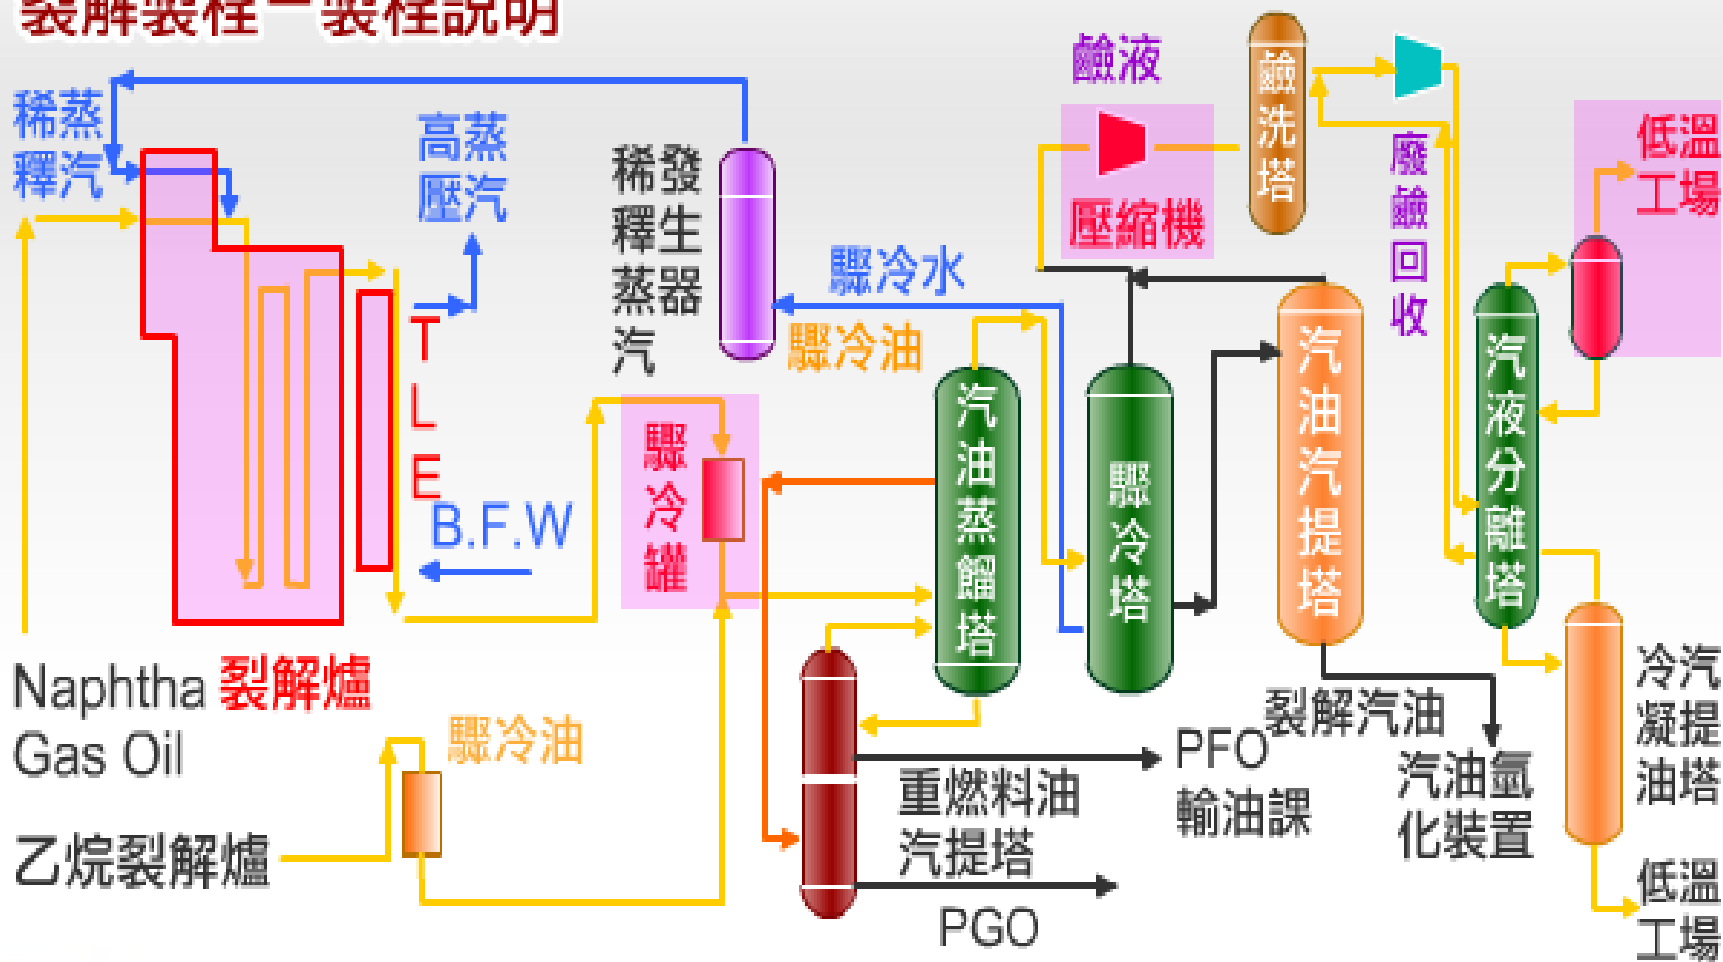 裂解製程－製程說明
稀蒸
釋汽
高蒸
壓汽
稀發
釋生
蒸器
汽
鹼液
壓縮機
鹼洗塔
廢鹼回收
低溫
工場
驟冷水
驟冷油
TLE
B.F.W
驟冷罐
汽油蒸餾塔
驟冷塔
汽油汽提塔
汽液分離塔
Naphtha 裂解爐
Gas Oil
驟冷油
乙烷裂解爐
重燃料油
汽提塔
PFO
輸油課
PGO
裂解汽油
汽油氫
化裝置
冷汽
凝提
油塔
低溫
工場